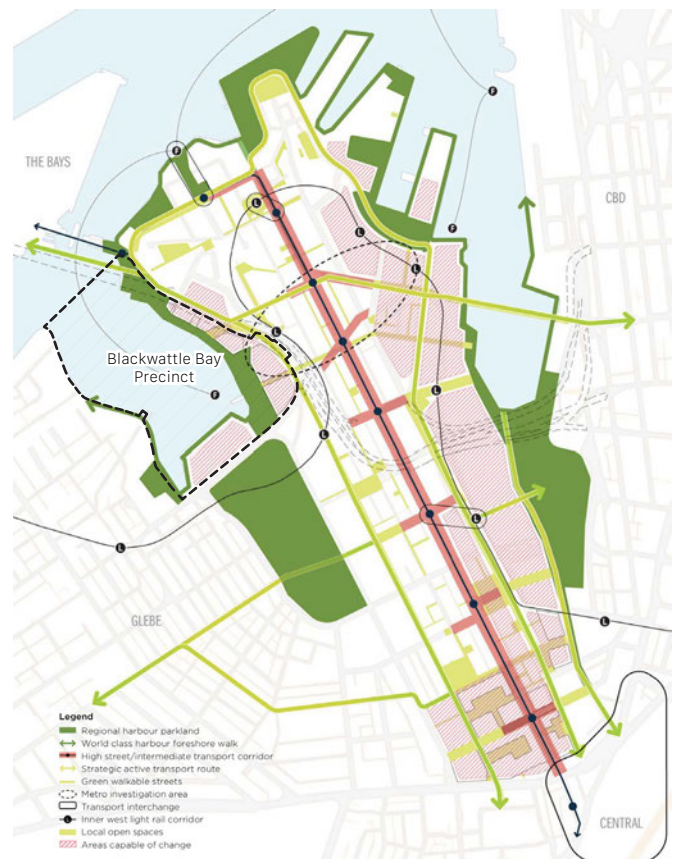 THE BAYS
CBD
F
F
L
L
F
F
L
Blackwattle Bay
Precinct
F
L
L
L
L
L
GLEBE
CENTRAL
Legend
Regional harbour parkland
World class harbour foreshore walk
High street/intermediate transport corridor
Strategic active transport route
Green walkable streets
Metro investigation area
Transport interchange
L
Inner west light rail corridor
Local open spaces
Areas capable of change